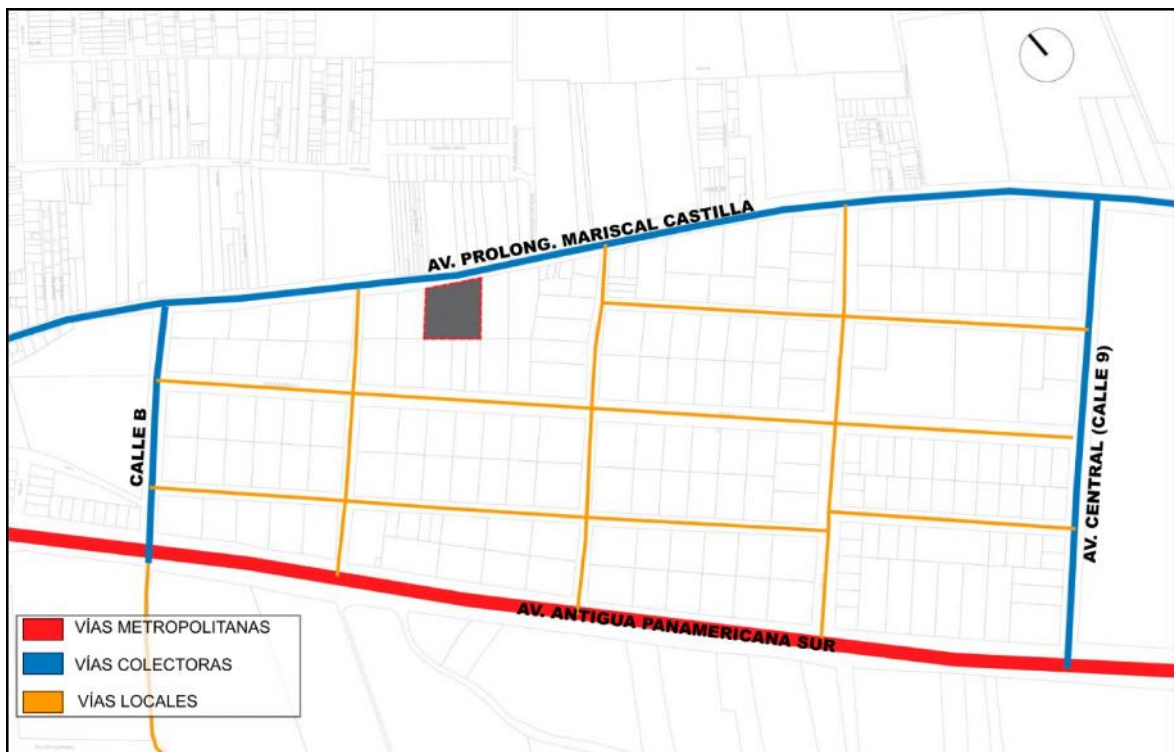 AV. PROLONG. MARISCAL CASTILLA
CALLE B
AV. CENTRAL (CALLE 9)
AV. ANTIGUA PANAMERICANA SUR
VÍAS METROPOLITANAS
VÍAS COLECTORAS
VÍAS LOCALES